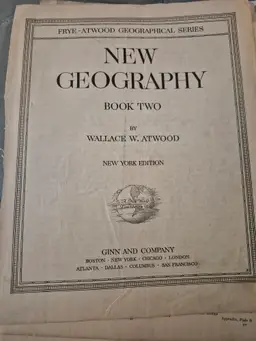 FRYE-ATWOOD GEOGRAPHICAL SERIES
NEW
GEOGRAPHY
BOOK TWO
BY
WALLACE W. ATWOOD
NEW YORK EDITION
GINN AND COMPANY
BOSTON · NEW YORK · CHICAGO · LONDON
ATLANTA · DALLAS · COLUMBUS · SAN FRANCISCO